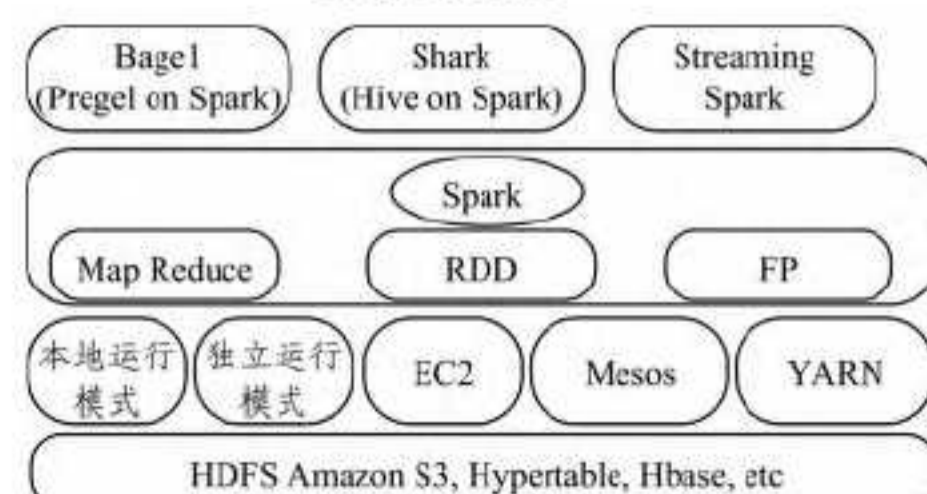 Bage1
(Pregel on Spark)
Shark
(Hive on Spark)
Streaming
Spark
Spark
Map Reduce
RDD
FP
本地运行
模式
独立运行
模式
EC2
Mesos
YARN
HDFS Amazon S3, Hypertable, Hbase, etc